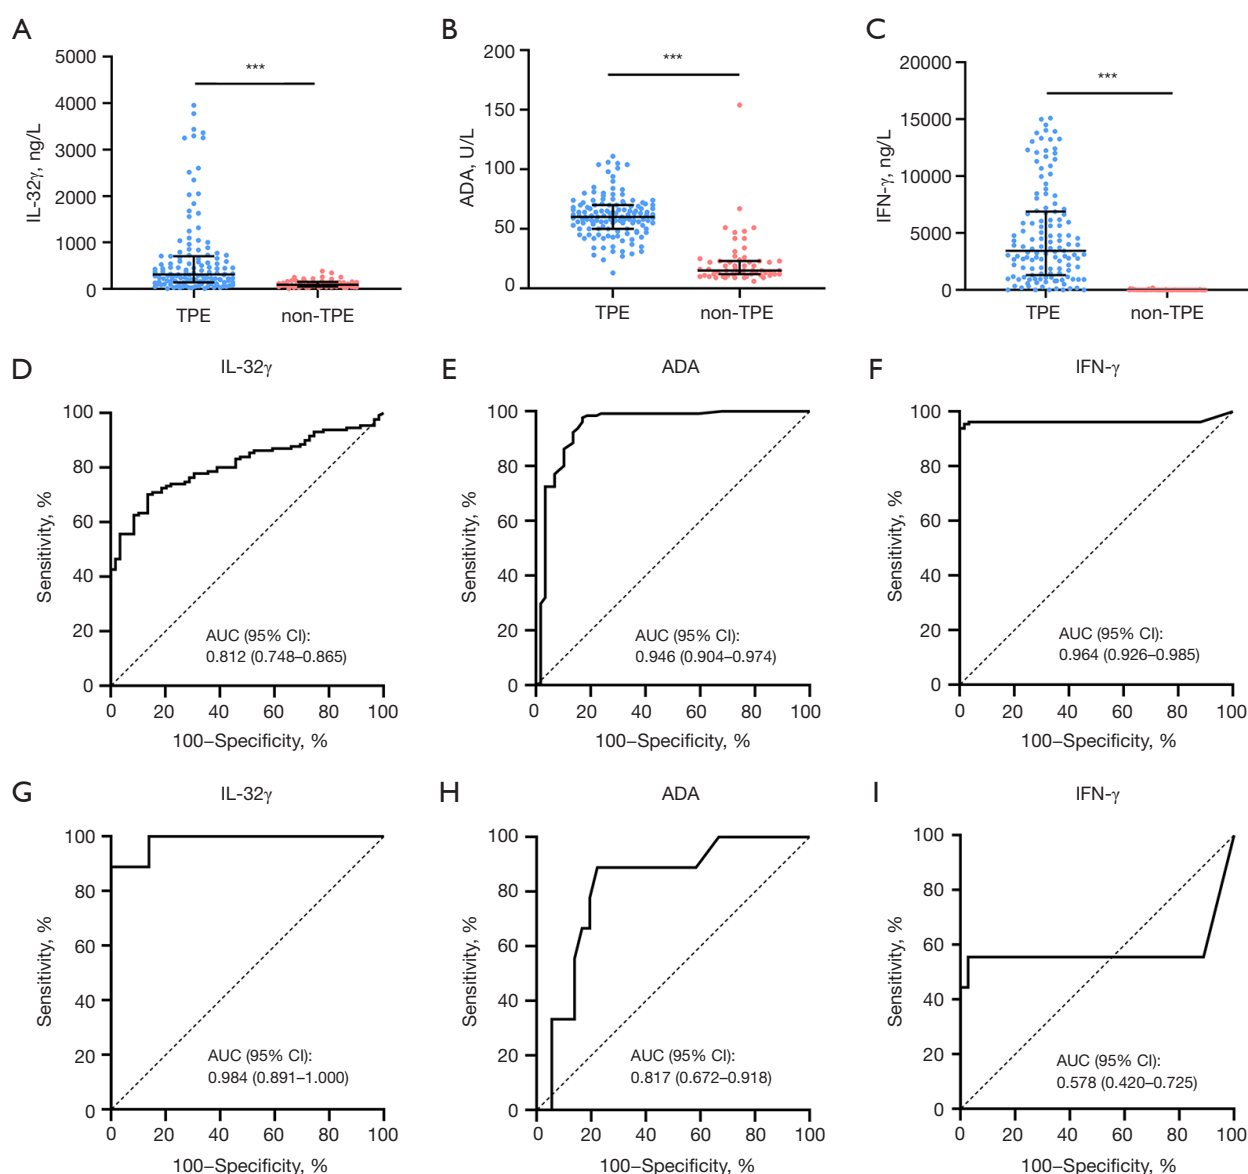 A
B
C
IL-32γ, ng/L
5000
4000
3000
2000
1000
0
***
TPE
non-TPE
ADA, U/L
200
150
100
50
0
***
TPE
non-TPE
IFN-γ, ng/L
20000
15000
10000
5000
0
***
TPE
non-TPE
D
IL-32γ
Sensitivity, %
100
80
60
40
20
0
AUC (95% CI):
0.812 (0.748–0.865)
0 20 40 60 80 100
100–Specificity, %
E
ADA
Sensitivity, %
100
80
60
40
20
0
AUC (95% CI):
0.946 (0.904–0.974)
0 20 40 60 80 100
100–Specificity, %
F
IFN-γ
Sensitivity, %
100
80
60
40
20
0
AUC (95% CI):
0.964 (0.926–0.985)
0 20 40 60 80 100
100–Specificity, %
G
IL-32γ
Sensitivity, %
100
80
60
40
20
0
AUC (95% CI):
0.984 (0.891–1.000)
0 20 40 60 80 100
100–Specificity, %
H
ADA
Sensitivity, %
100
80
60
40
20
0
AUC (95% CI):
0.817 (0.672–0.918)
0 20 40 60 80 100
100–Specificity, %
I
IFN-γ
Sensitivity, %
100
80
60
40
20
0
AUC (95% CI):
0.578 (0.420–0.725)
0 20 40 60 80 100
100–Specificity, %